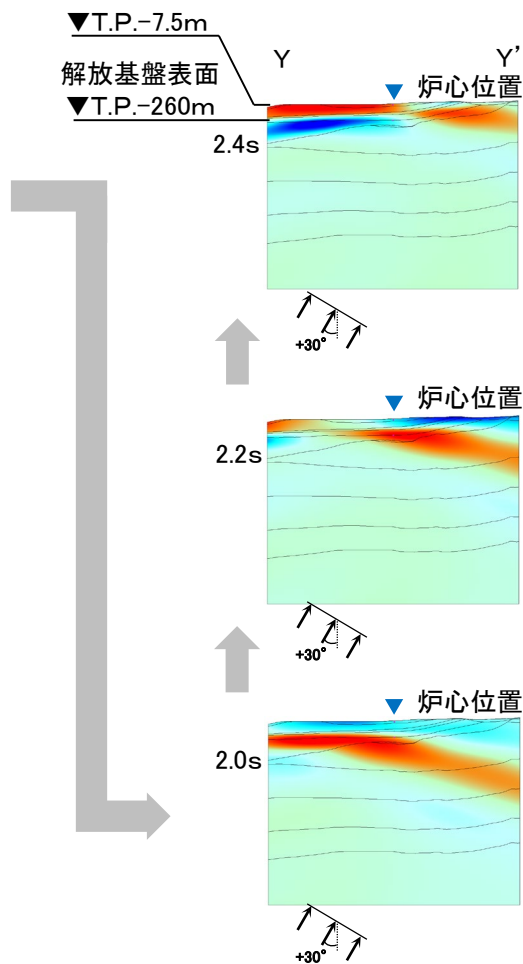 ▼T.P.-7.5m
Y Y’
解放基盤表面
▼T.P.-260m
▼ 炉心位置
2.4s
+30°
▼ 炉心位置
2.2s
+30°
▼ 炉心位置
2.0s
+30°